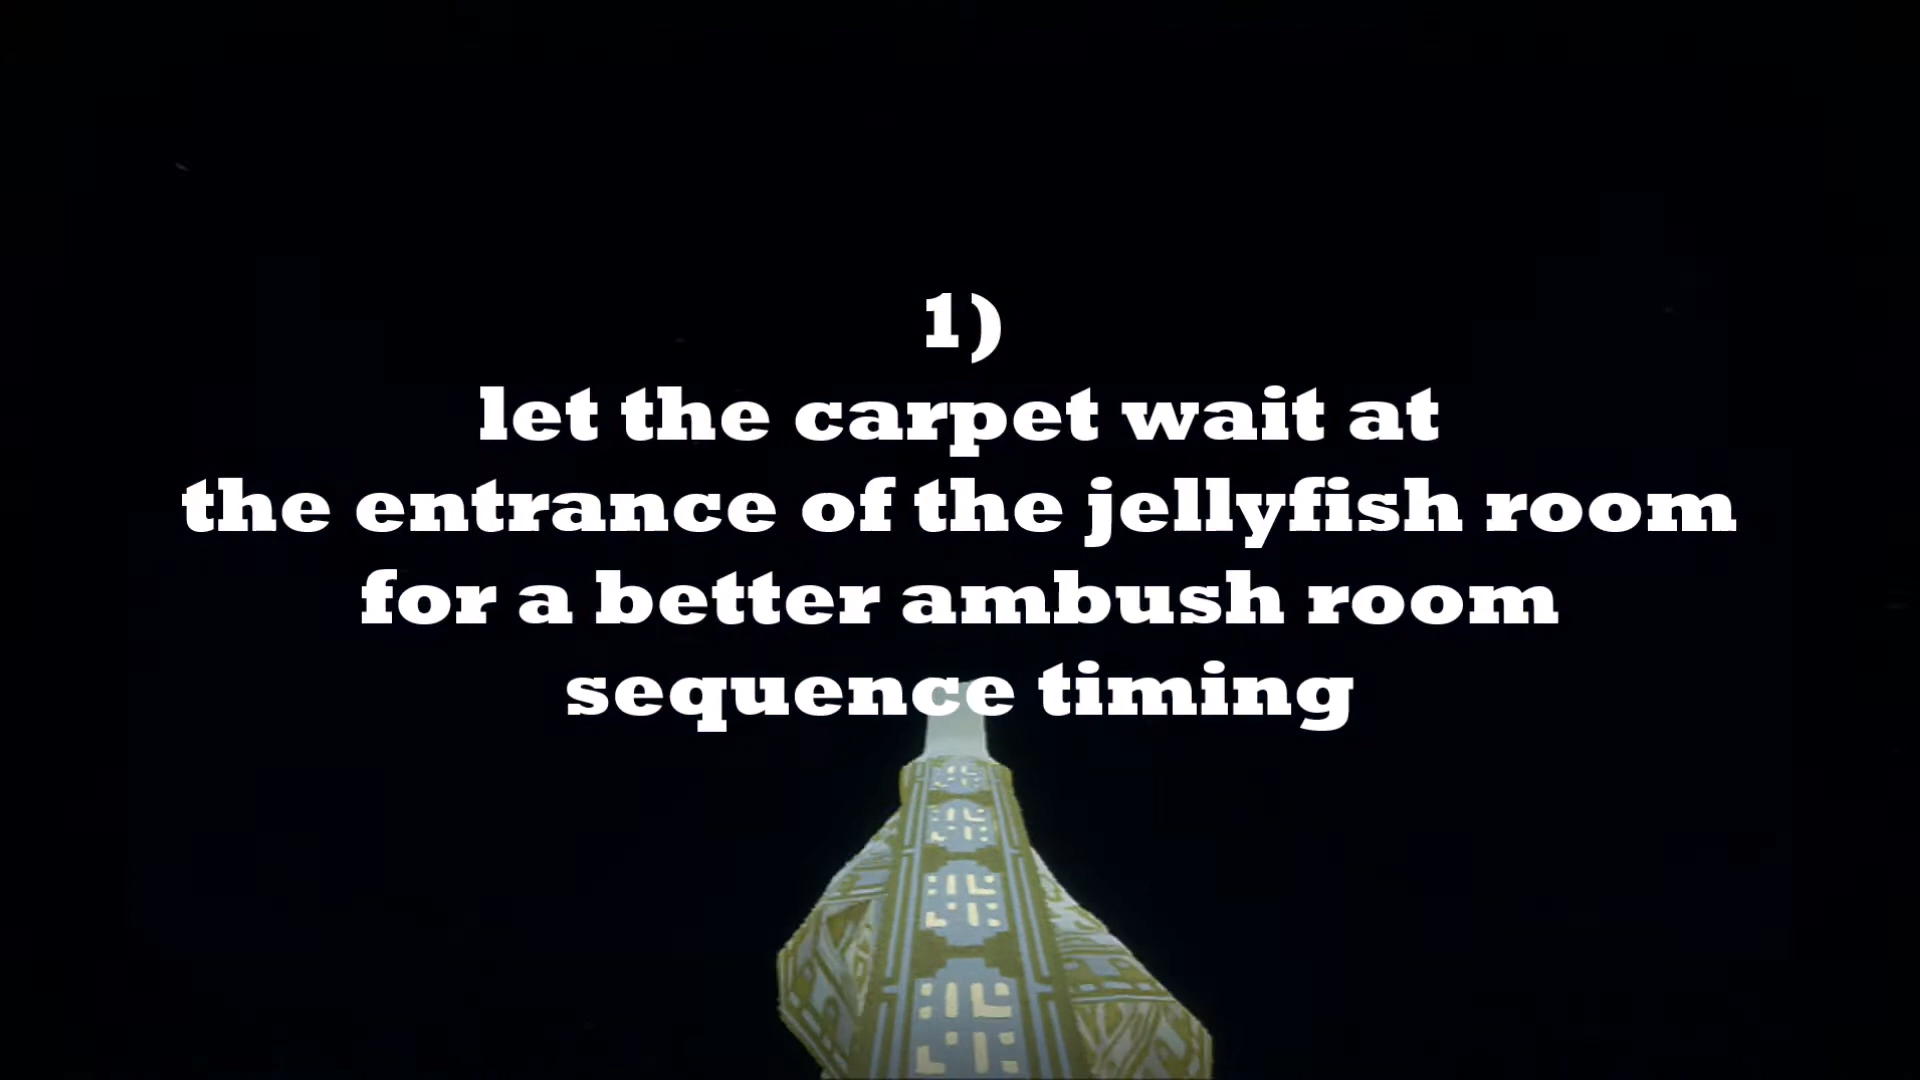 1)
let the carpet wait at
the entrance of the jellyfish room
for a better ambush room
sequence timing